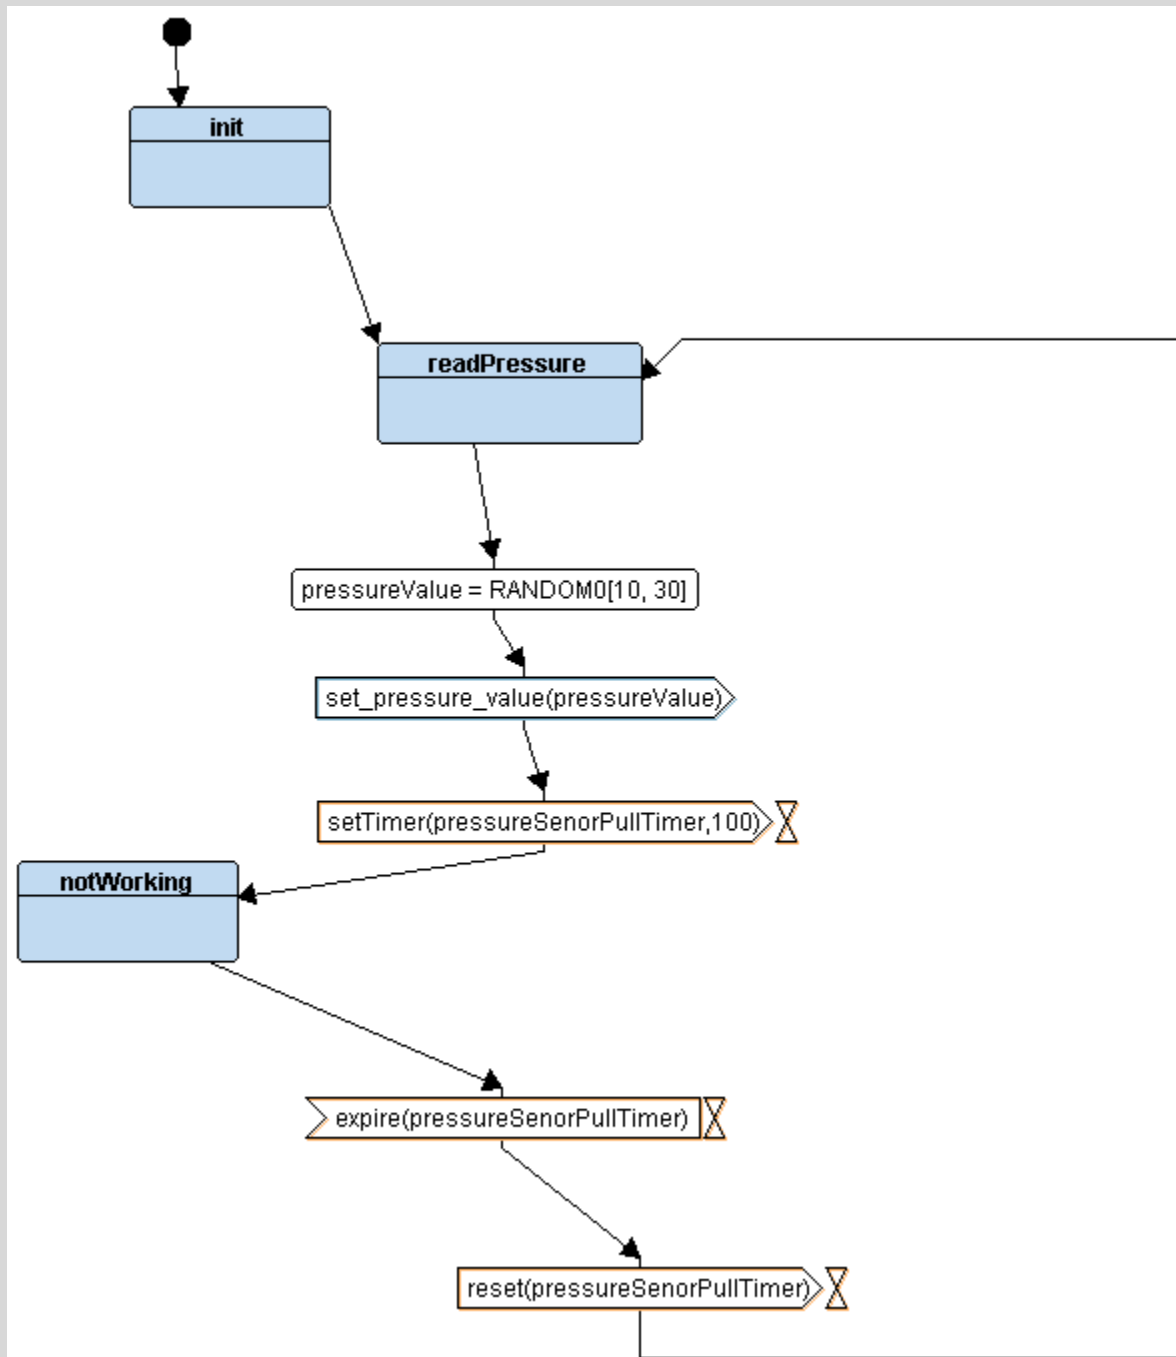 init
readPressure
pressureValue = RANDOM0[10, 30]
set_pressure_value(pressureValue)
setTimer(pressureSenorPullTimer,100)
notWorking
expire(pressureSenorPullTimer)
reset(pressureSenorPullTimer)